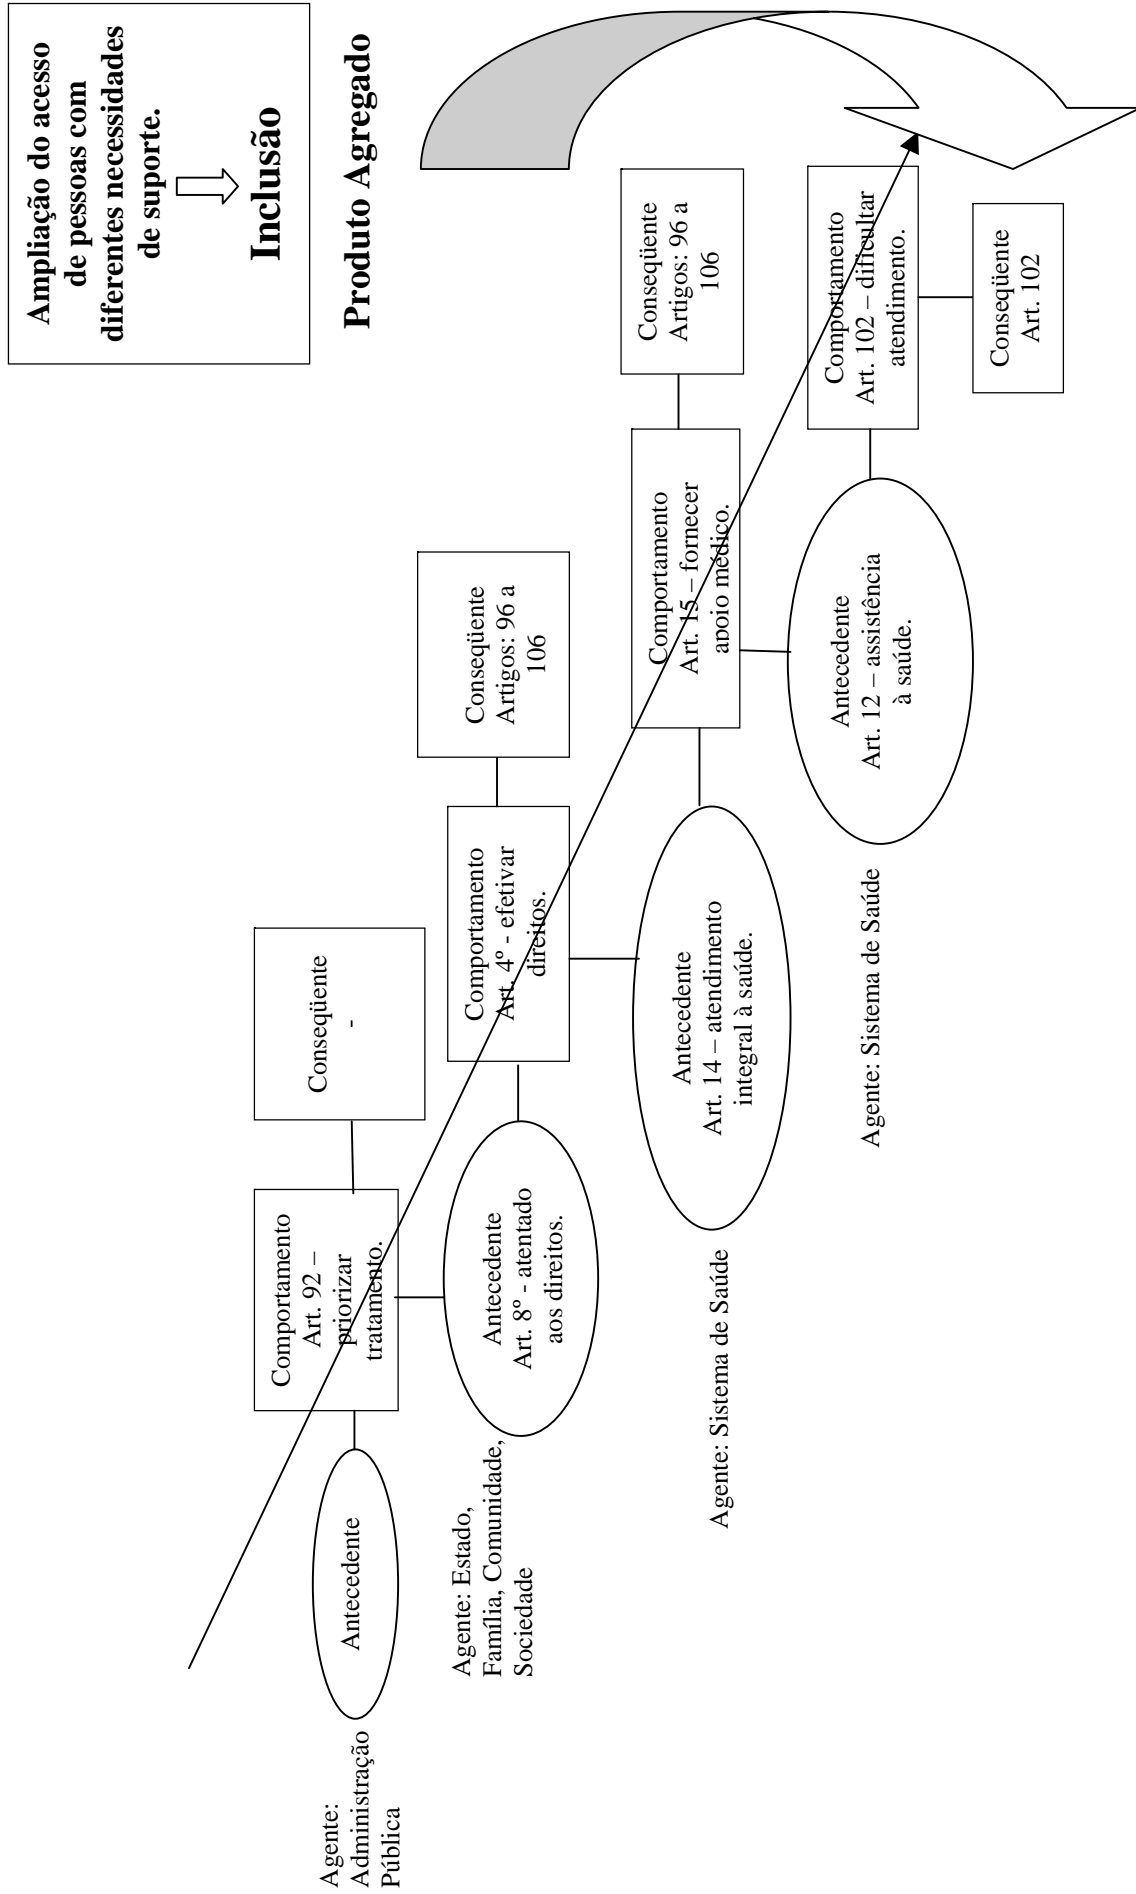 Ampliação do acesso
de pessoas com
diferentes necessidades
de suporte.
Inclusão
Produto Agregado
Agente:
Administração
Pública
Antecedente
Comportamento
Art. 92 –
priorizar
tratamento.
Conseqüente
-
Agente: Estado,
Família, Comunidade,
Sociedade
Antecedente
Art. 8º - atentado
aos direitos.
Comportamento
Art. 4º - efetivar
direitos.
Conseqüente
Artigos: 96 a
106
Agente: Sistema de Saúde
Antecedente
Art. 14 – atendimento
integral à saúde.
Comportamento
Art. 15 – fornecer
apoio médico.
Conseqüente
Artigos: 96 a
106
Agente: Sistema de Saúde
Antecedente
Art. 12 – assistência
à saúde.
Comportamento
Art. 102 – dificultar
atendimento.
Conseqüente
Art. 102